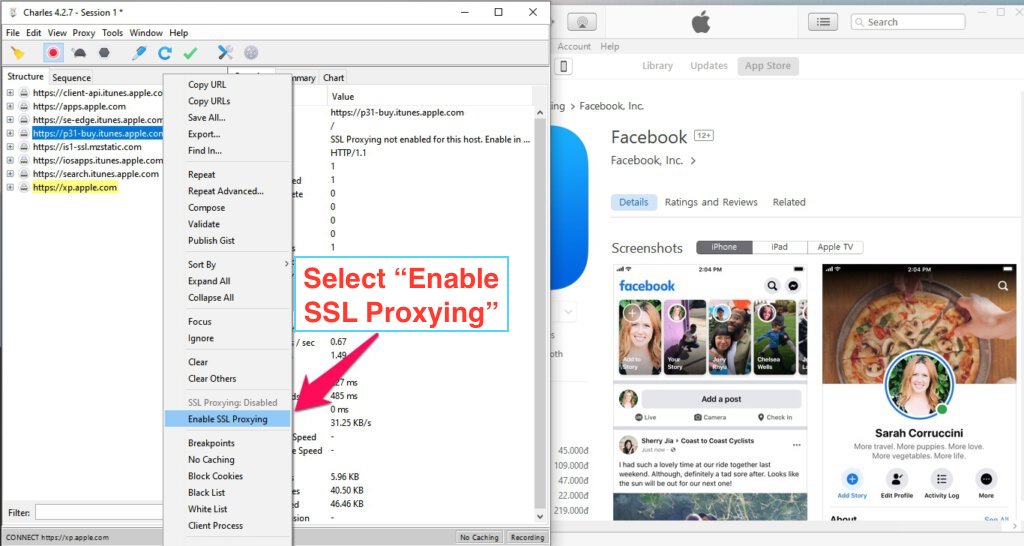 Charles 4.2.7 - Session 1 *
File Edit View Proxy Tools Window Help
Structure Sequence
https://client-api.itunes.apple.co
https://apps.apple.com
https://se-edge.itunes.apple.com
https://p31-buy.itunes.apple.com
https://is1-ssl.mzstatic.com
https://iosapps.itunes.apple.com
https://search.itunes.apple.com
https://xp.apple.com
Filter:
CONNECT https://xp.apple.com
Copy URL
Copy URLs
Save All...
Export...
Find In...
Repeat
Repeat Advanced...
Compose
Validate
Publish Gist
Sort By
Expand All
Collapse All
Focus
Ignore
Clear
Clear Others
SSL Proxying: Disabled
Enable SSL Proxying
Breakpoints
No Caching
Block Cookies
Black List
White List
Client Process
mmary Chart
Value
https://p31-buy.itunes.apple.com
/
SSL Proxying not enabled for this host. Enable in ...
HTTP/1.1
1
1
0
0
0
1
Select “Enable
SSL Proxying”
/ sec 0.67
1.49
27 ms
485 ms
0 ms
31.25 KB/s
Speed -
e Speed -
5.96 KB
40.50 KB
46.46 KB
-
No Caching Recording
Search
Account Help
Library Updates App Store
Facebook, Inc.
Facebook 12+
Facebook, Inc. >
Details Ratings and Reviews Related
Screenshots iPhone iPad Apple TV
45.000đ
109.000đ
47.000đ
22.000đ
219.000đ
2:04 PM
facebook
Add to
Story
Your
Story
Jony
Rhys
Chelsea
Wells
Add a post
Live Camera Check In
Sherry Jia ▸ Coast to Coast Cyclists
Just now
I had such a lovely time at our ride together last
weekend. Although, definitely a tad sore after. Looks like
the sun will be out for our next one!
2:04 PM
Sarah Corruccini
More travel. More puppies. More love.
More vegetables. More life.
Add Story Edit Profile Activity Log More
About See All